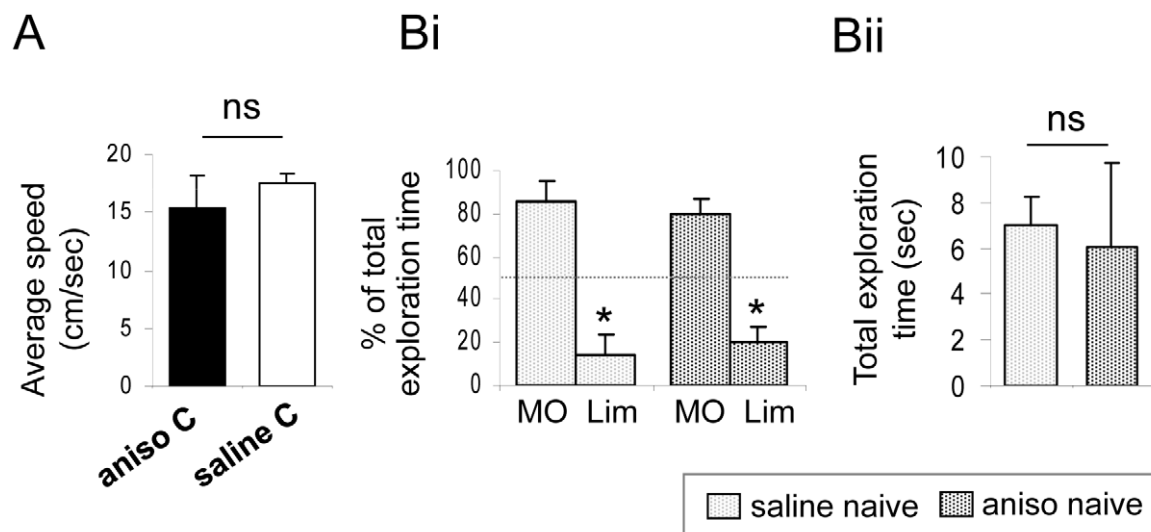 A
ns
Average speed
(cm/sec)
20
15
10
5
0
aniso C
saline C
Bi
% of total
exploration time
100
80
60
40
20
0
*
*
MO Lim MO Lim
Bii
ns
Total exploration
time (sec)
10
8
6
4
2
0
saline naive aniso naive